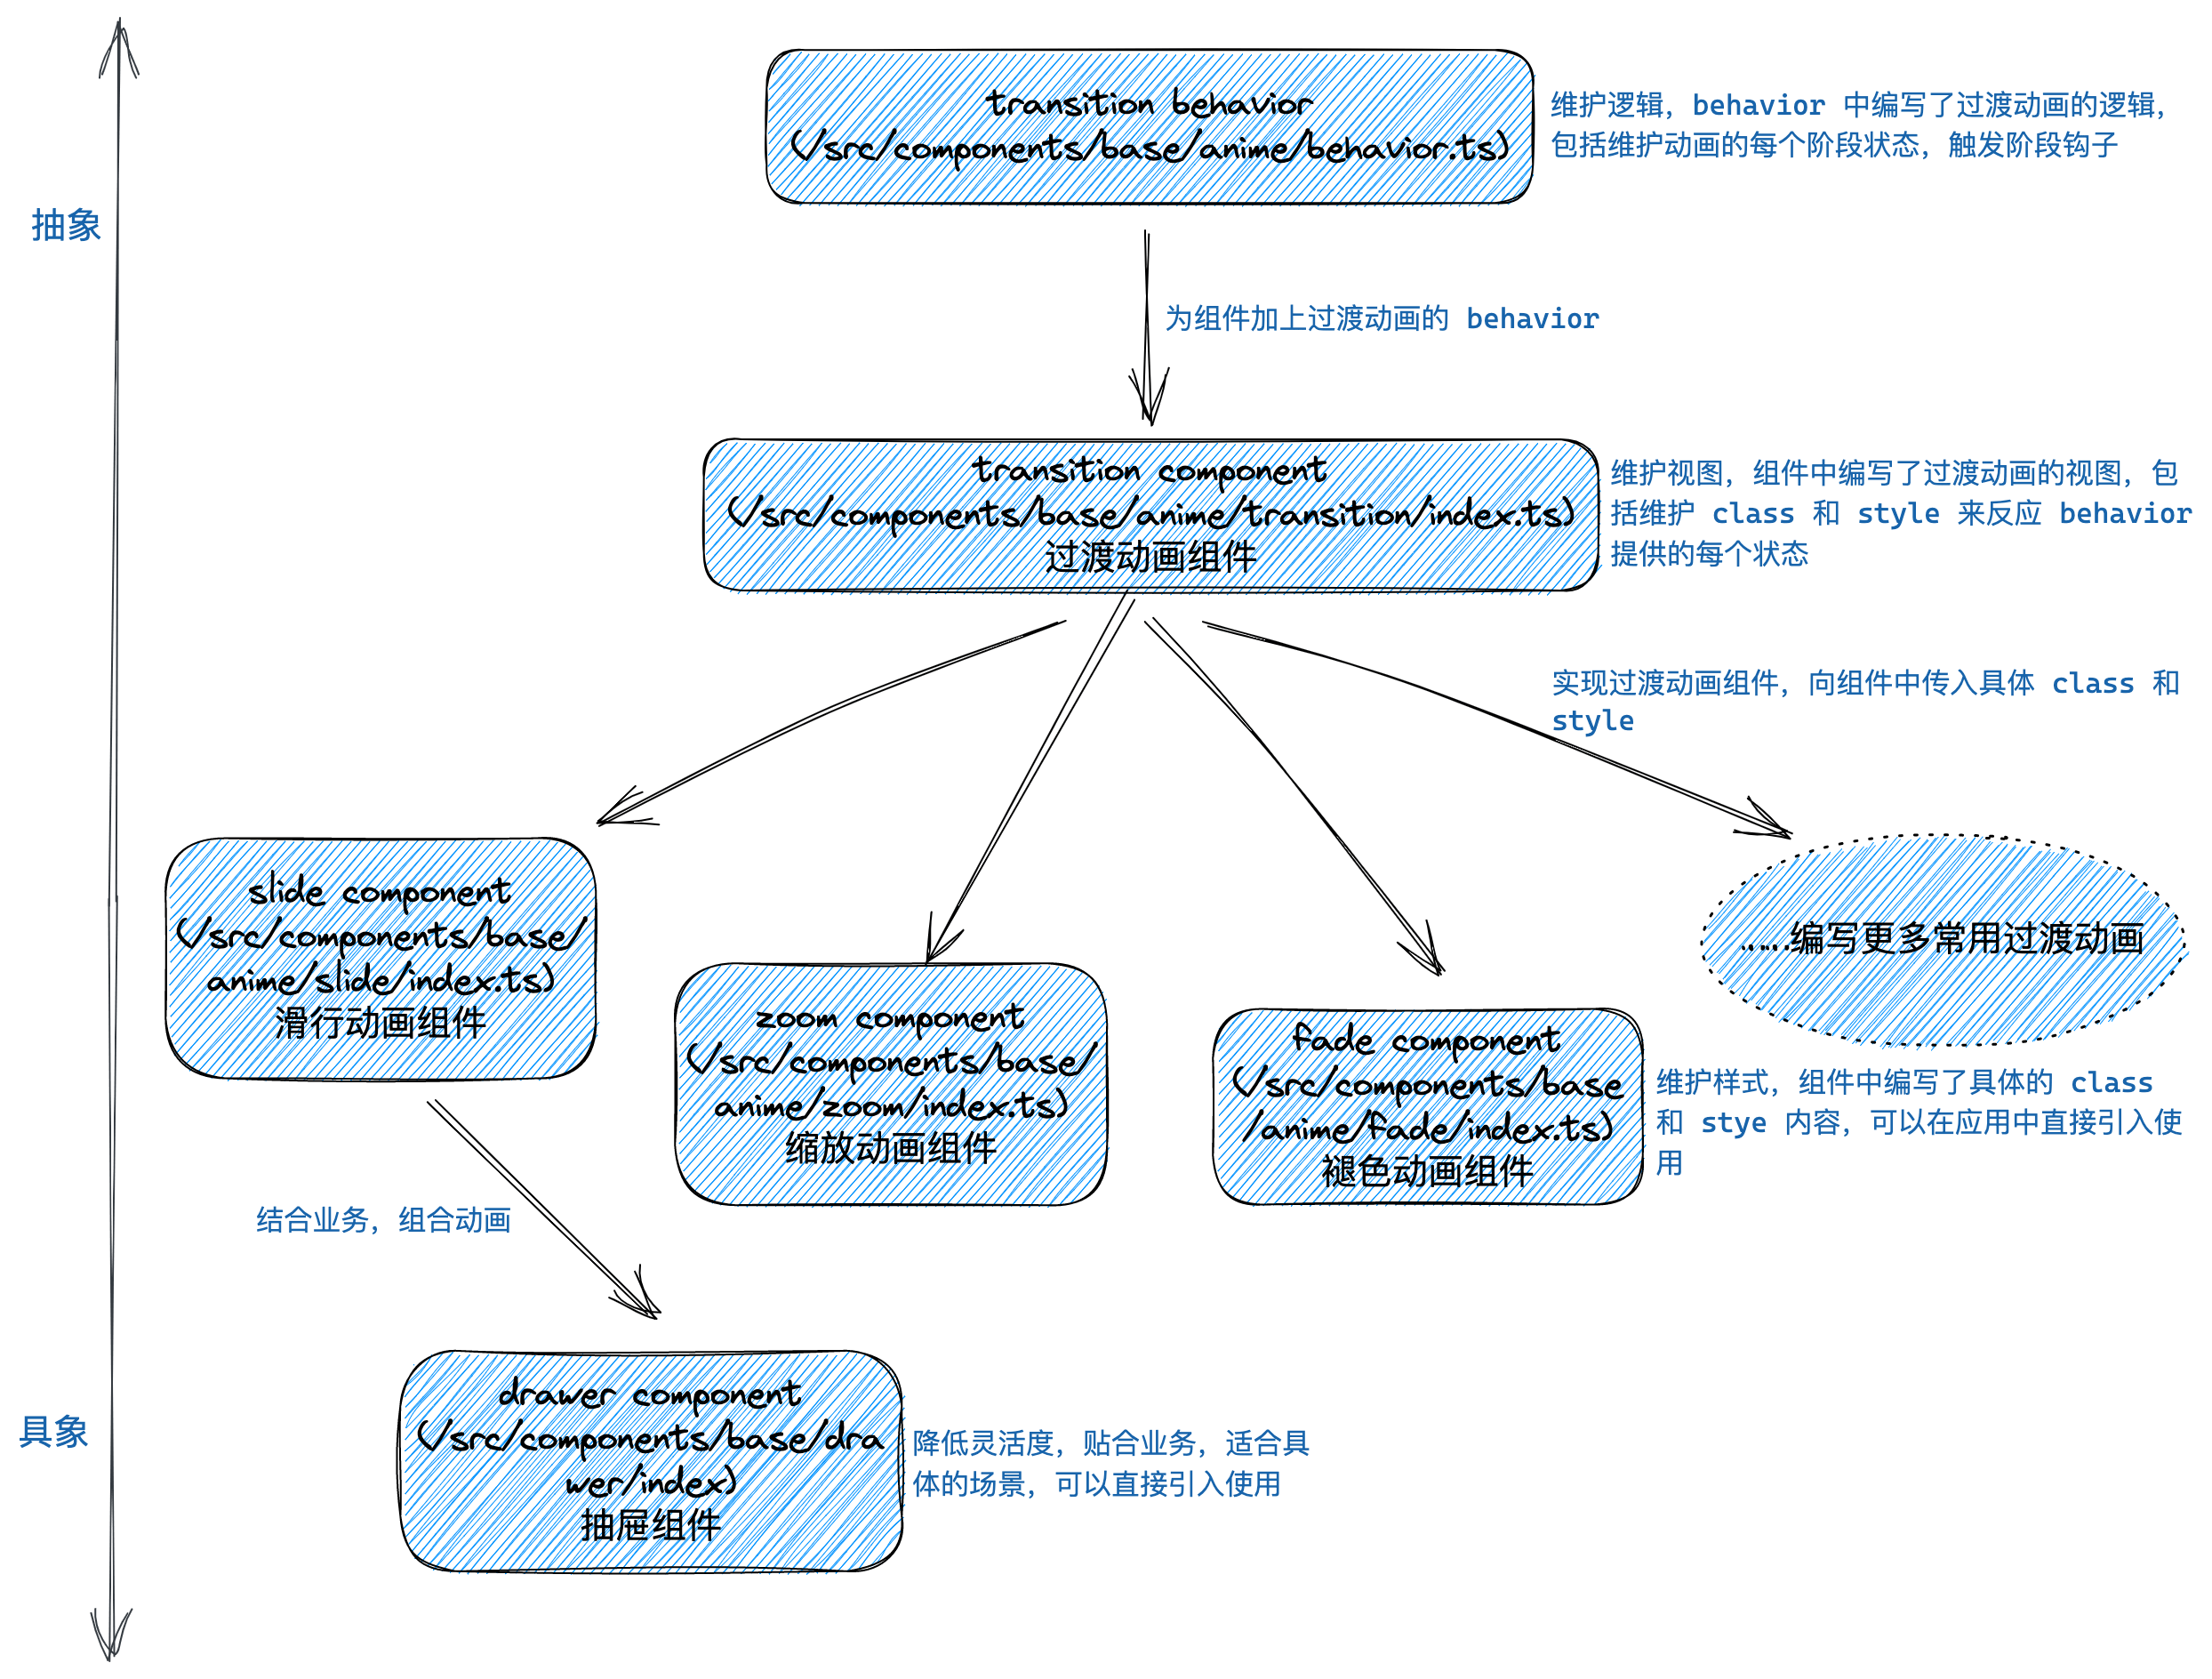 transition behavior
(/src/components/base/anime/behavior.ts)
维护逻辑，behavior 中编写了过渡动画的逻辑，
包括维护动画的每个阶段状态，触发阶段钩子
抽象
为组件加上过渡动画的 behavior
transition component
(/src/components/base/anime/transition/index.ts)
过渡动画组件
维护视图，组件中编写了过渡动画的视图，包
括维护 class 和 style 来反应 behavior
提供的每个状态
实现过渡动画组件，向组件中传入具体 class 和
style
slide component
(/src/components/base/
anime/slide/index.ts)
滑行动画组件
zoom component
(/src/components/base/
anime/zoom/index.ts)
缩放动画组件
fade component
(/src/components/base
/anime/fade/index.ts)
褪色动画组件
……编写更多常用过渡动画
维护样式，组件中编写了具体的 class
和 stye 内容，可以在应用中直接引入使
用
结合业务，组合动画
drawer component
(/src/components/base/dra
wer/index)
抽屉组件
降低灵活度，贴合业务，适合具
体的场景，可以直接引入使用
具象